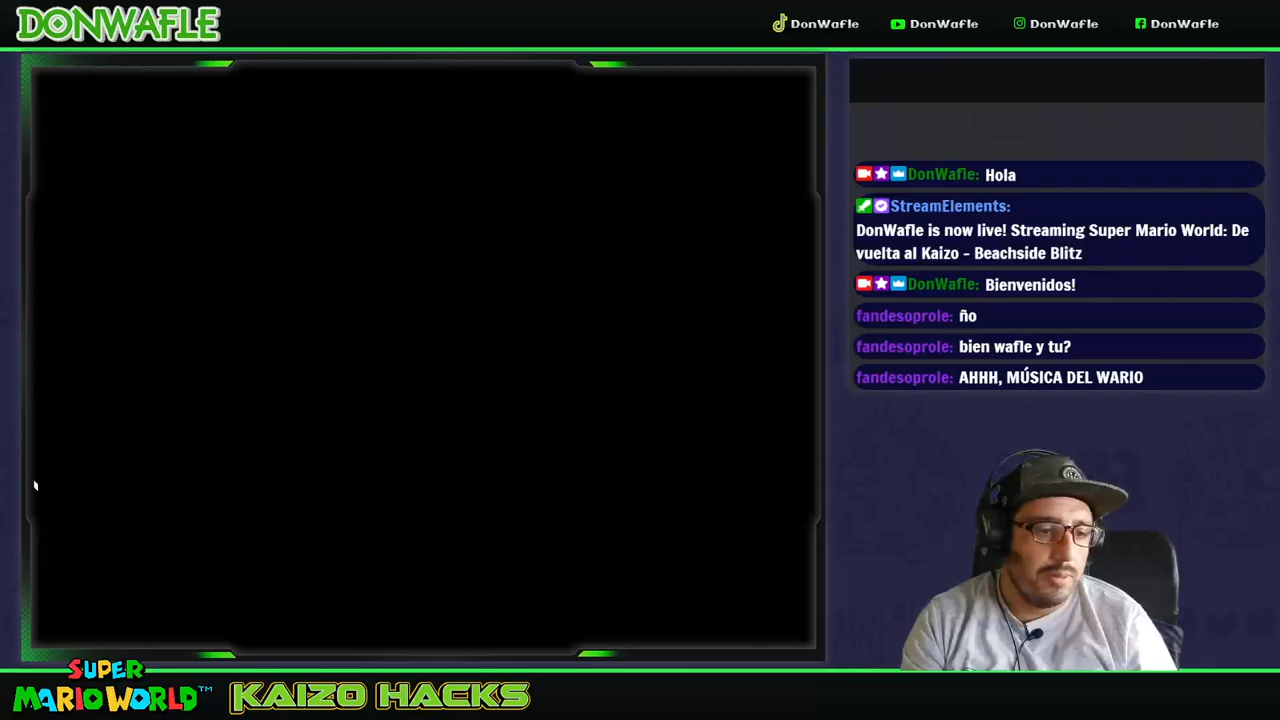 DONWAFLE
DonWafle
DonWafle
DonWafle
DonWafle
DonWafle: Hola
StreamElements:
DonWafle is now live! Streaming Super Mario World: De
vuelta al Kaizo - Beachside Blitz
DonWafle: Bienvenidos!
fandesoprole: ño
fandesoprole: bien wafle y tu?
fandesoprole: AHHH, MÚSICA DEL WARIO
SUPER
MARIO WORLD™
KAIZO HACKS